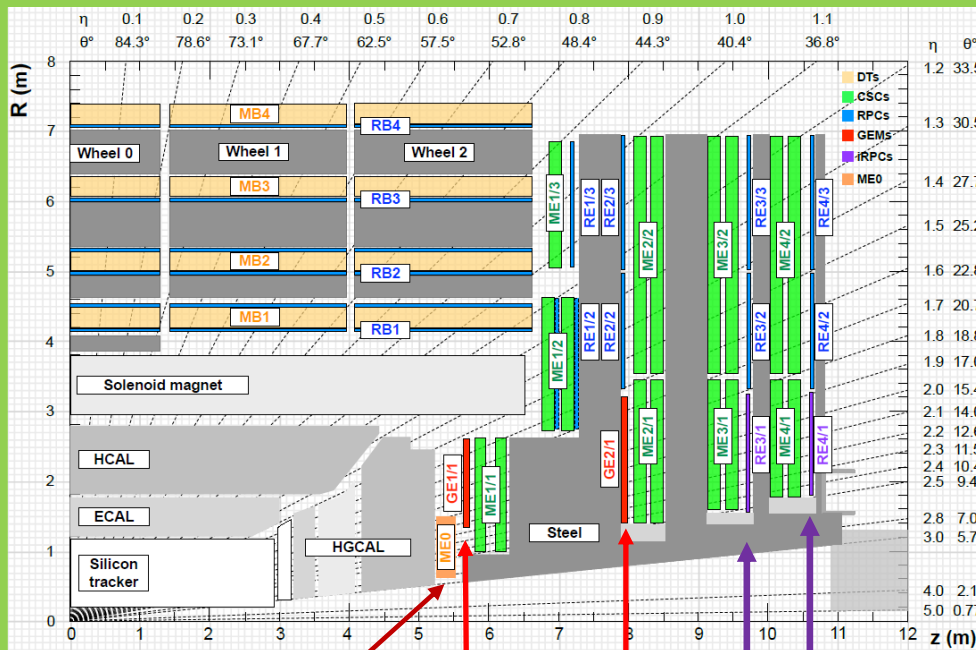 η 0.1 0.2 0.3 0.4 0.5 0.6 0.7 0.8 0.9 1.0 1.1
θ° 84.3° 78.6° 73.1° 67.7° 62.5° 57.5° 52.8° 48.4° 44.3° 40.4° 36.8° η θ°
R (m)
8
7
6
5
4
3
2
1
0
1.2 33.5
1.3 30.5
1.4 27.7
1.5 25.2
1.6 22.8
1.7 20.
1.8 18.8
1.9 17.0
2.0 15.4
2.1 14.0
2.2 12.6
2.3 11.5
2.4 10.
2.5 9.4
2.8 7.0
3.0 5.7
4.0 2.1
5.0 0.77
DTs
CSCs
RPCs
GEMs
iRPCs
ME0
MB4
RB4
Wheel 0 Wheel 1 Wheel 2
MB3
RB3
MB2
RB2
MB1
RB1
Solenoid magnet
HCAL
ECAL
HGCAL
Silicon
tracker
Steel
ME1/3
RE1/3
RE2/3
ME2/2
ME3/2
RE3/3
ME4/2
RE4/3
ME1/2
RE1/2
RE2/2
RE3/2
RE4/2
ME0
GE1/1
ME1/1
GE2/1
ME2/1
ME3/1
RE3/1
ME4/1
RE4/1
0 1 2 3 4 5 6 7 8 9 10 11 12 z (m)